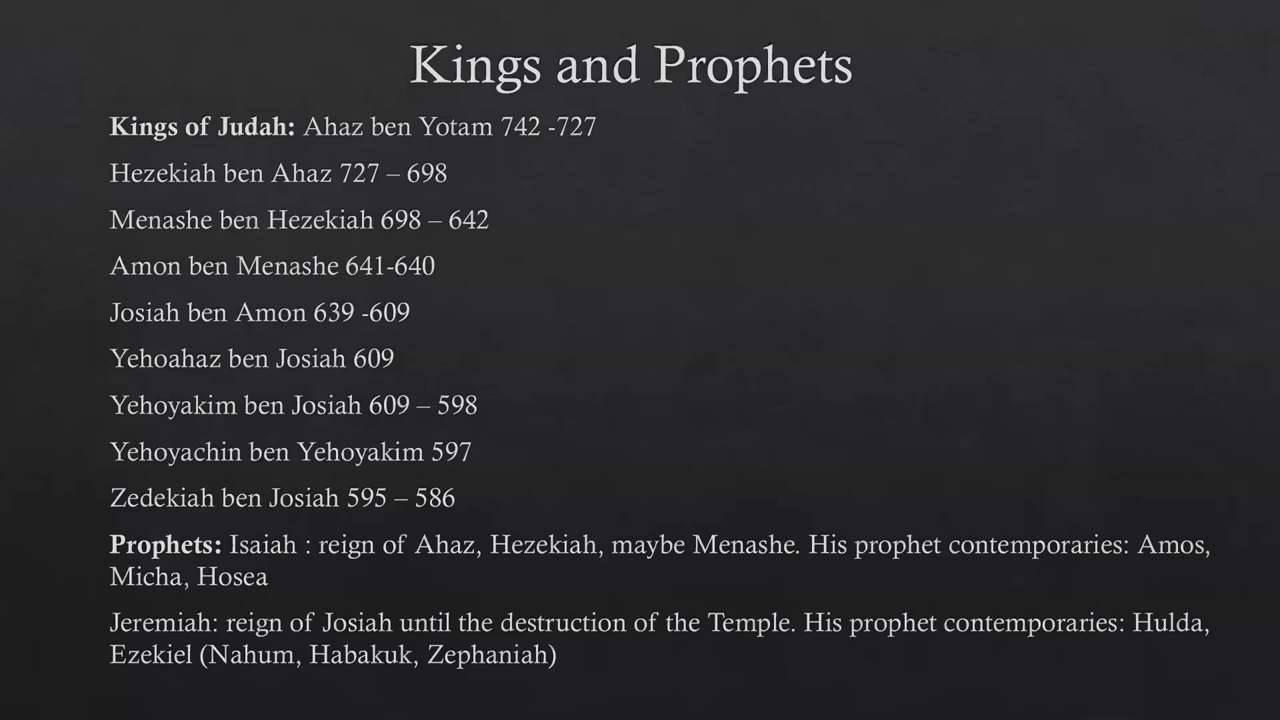 Kings and Prophets
Kings of Judah: Ahaz ben Yotam 742 -727
Hezekiah ben Ahaz 727 – 698
Menashe ben Hezekiah 698 – 642
Amon ben Menashe 641-640
Josiah ben Amon 639 -609
Yehoahaz ben Josiah 609
Yehoyakim ben Josiah 609 – 598
Yehoyachin ben Yehoyakim 597
Zedekiah ben Josiah 595 – 586
Prophets: Isaiah : reign of Ahaz, Hezekiah, maybe Menashe. His prophet contemporaries: Amos,
Micha, Hosea
Jeremiah: reign of Josiah until the destruction of the Temple. His prophet contemporaries: Hulda,
Ezekiel (Nahum, Habakuk, Zephaniah)